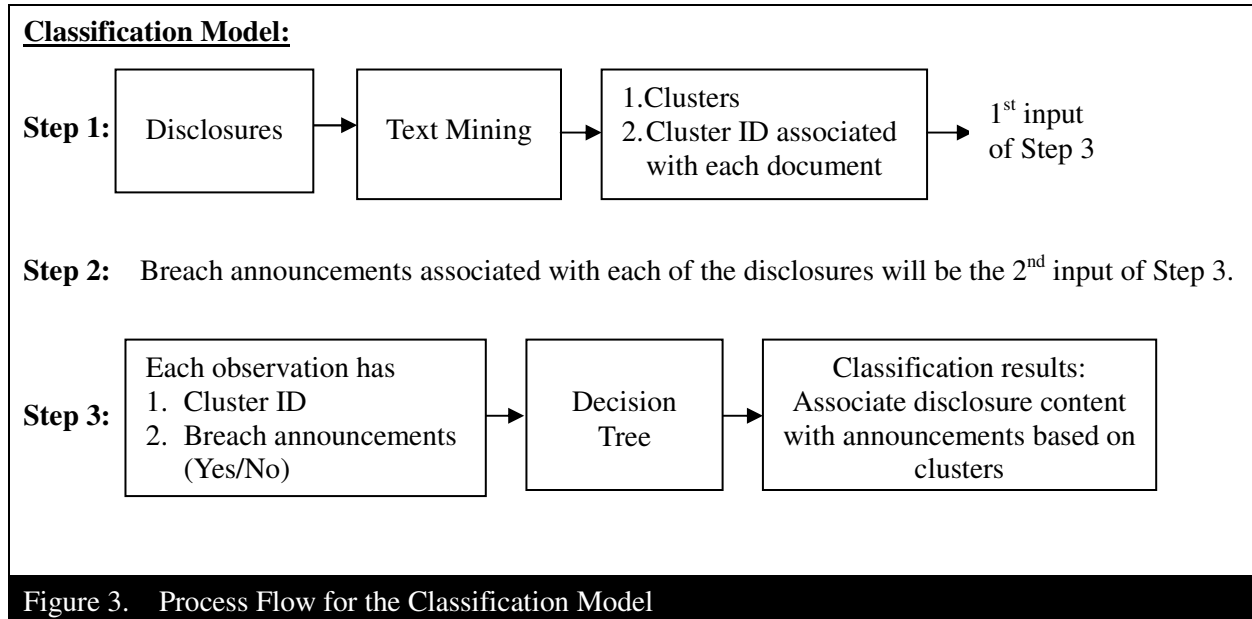 Classification Model:
Step 1:
Disclosures
Text Mining
1.Clusters
2.Cluster ID associated
with each document
1st input
of Step 3
Step 2: Breach announcements associated with each of the disclosures will be the 2nd input of Step 3.
Step 3:
Each observation has
1. Cluster ID
2. Breach announcements
(Yes/No)
Decision
Tree
Classification results:
Associate disclosure content
with announcements based on
clusters
Figure 3. Process Flow for the Classification Model